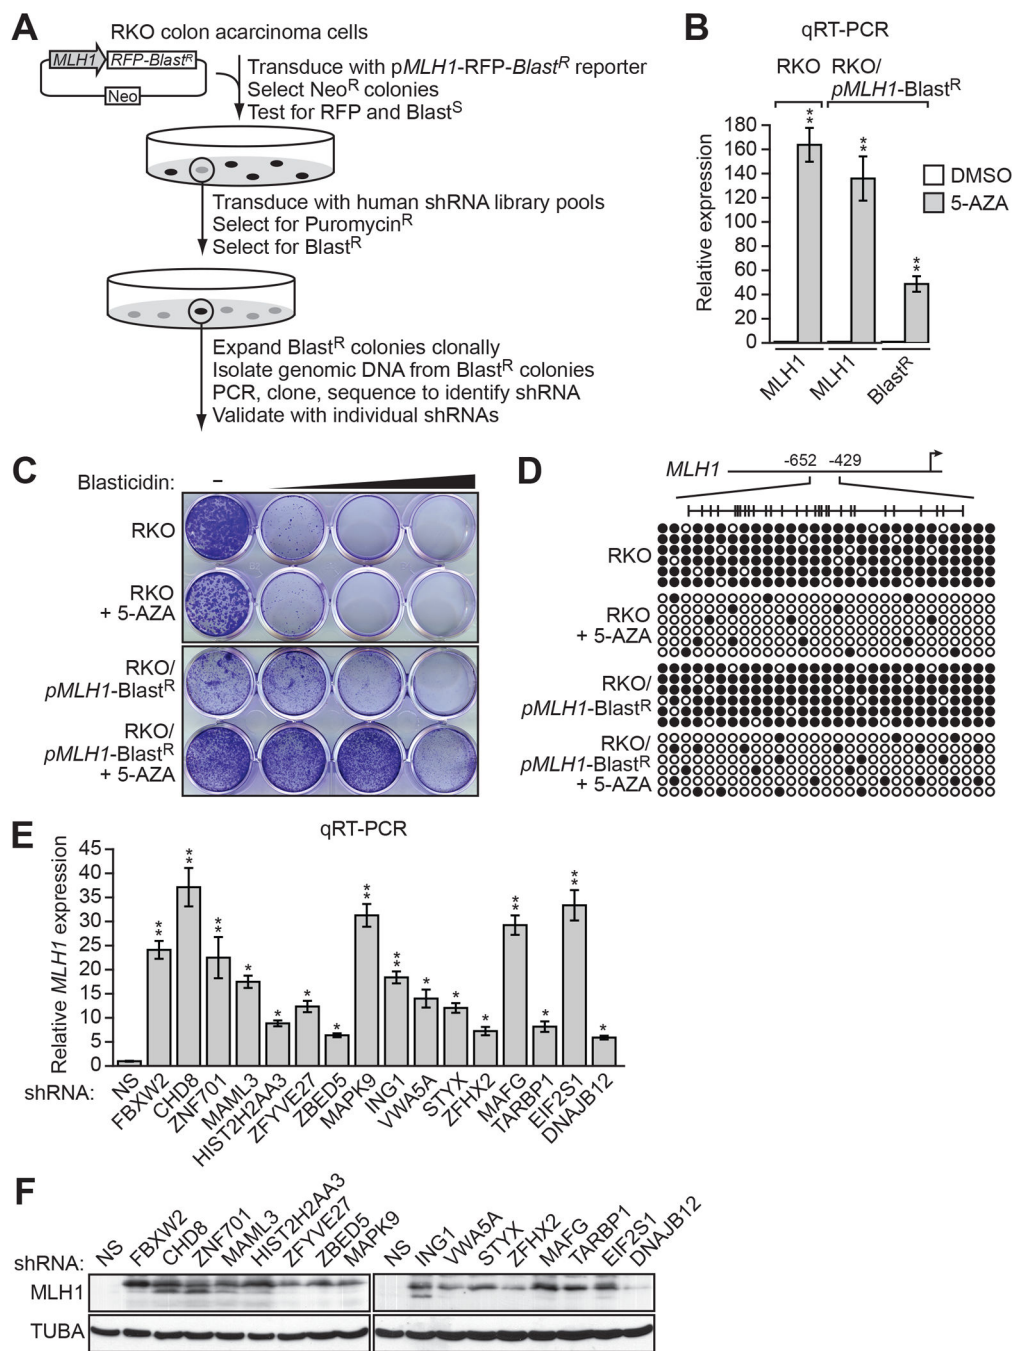 A
RKO colon acarcinoma cells
MLH1 RFP-Blast^R
Neo
Transduce with pMLH1-RFP-Blast^R reporter
Select Neo^R colonies
Test for RFP and Blast^S
Transduce with human shRNA library pools
Select for Puromycin^R
Select for Blast^R
Expand Blast^R colonies clonally
Isolate genomic DNA from Blast^R colonies
PCR, clone, sequence to identify shRNA
Validate with individual shRNAs
B
qRT-PCR
RKO
RKO/
pMLH1-Blast^R
Relative expression
180
160
140
120
100
80
60
40
20
0
**
**
**
DMSO
5-AZA
MLH1
MLH1
Blast^R
C
Blasticidin: –
RKO
RKO
+ 5-AZA
RKO/
pMLH1-Blast^R
RKO/
pMLH1-Blast^R
+ 5-AZA
D
MLH1
-652 -429
RKO
RKO
+ 5-AZA
RKO/
pMLH1-Blast^R
RKO/
pMLH1-Blast^R
+ 5-AZA
E
qRT-PCR
Relative MLH1 expression
45
40
35
30
25
20
15
10
5
0
** ** ** * * * * ** ** * * * ** * ** *
shRNA: NS FBXW2 CHD8 ZNF701 MAML3 HIST2H2AA3 ZFYVE27 ZBED5 MAPK9 ING1 VWA5A STYX ZFHX2 MAFG TARBP1 EIF2S1 DNAJB12
F
shRNA: NS FBXW2 CHD8 ZNF701 MAML3 HIST2H2AA3 ZFYVE27 ZBED5 MAPK9 NS ING1 VWA5A STYX ZFHX2 MAFG TARBP1 EIF2S1 DNAJB12
MLH1
TUBA